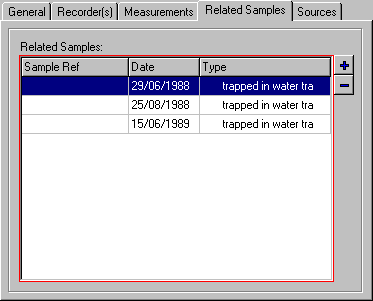 General Recorder(s) Measurements Related Samples Sources
Related Samples:
Sample Ref Date Type
29/06/1988 trapped in water tra
25/08/1988 trapped in water tra
15/06/1989 trapped in water tra